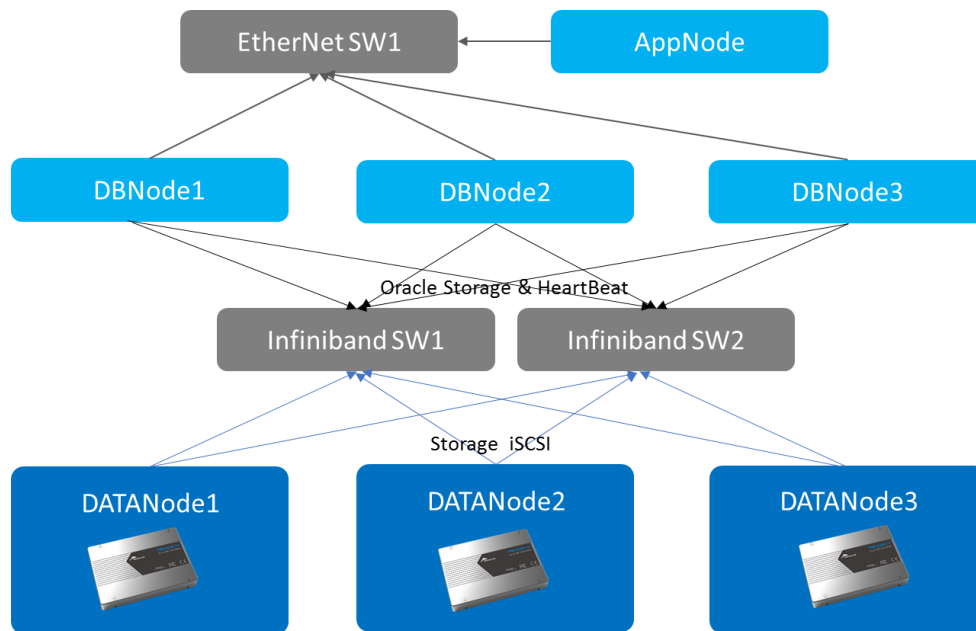 EtherNet SW1
AppNode
DBNode1
DBNode2
DBNode3
Oracle Storage & HeartBeat
Infiniband SW1
Infiniband SW2
Storage iSCSI
DATANode1
DATANode2
DATANode3